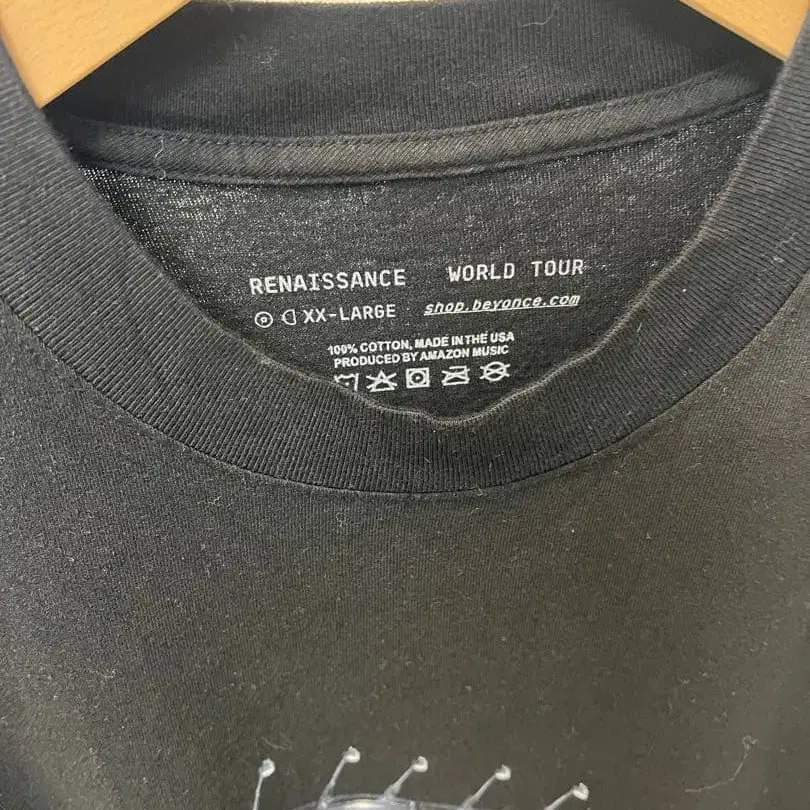 RENAISSANCE WORLD TOUR
XX-LARGE shop.beyonce.com
100% COTTON, MADE IN THE USA
PRODUCED BY AMAZON MUSIC